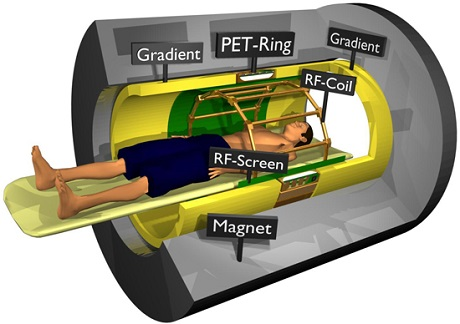 Gradient
PET-Ring
Gradient
RF-Coil
RF-Screen
Magnet